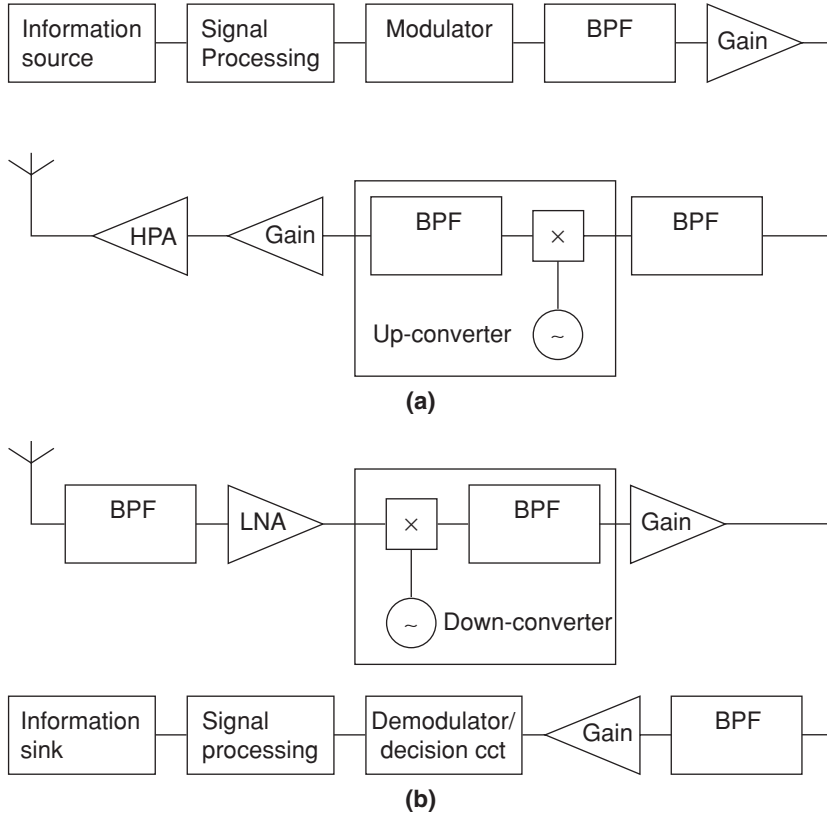 Information
source
Signal
Processing
Modulator
BPF
Gain
HPA
Gain
BPF
×
BPF
Up-converter
~
(a)
BPF
LNA
×
BPF
Gain
~
Down-converter
Information
sink
Signal
processing
Demodulator/
decision cct
Gain
BPF
(b)